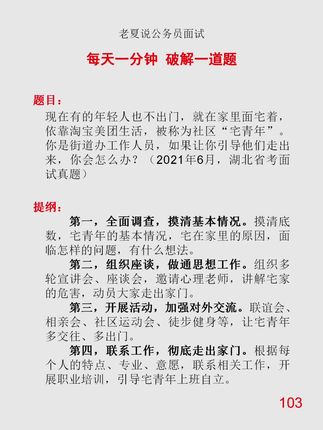 老夏说公务员面试
每天一分钟 破解一道题
题目：
现在有的年轻人也不出门，就在家里面宅着，
依靠淘宝美团生活，被称为社区“宅青年”。
你是街道办工作人员，如果让你引导他们走出
来，你会怎么办？（2021年6月，湖北省考面
试真题）
提纲：
第一，全面调查，摸清基本情况。摸清底
数，宅青年的基本情况，宅在家里的原因，面
临怎样的问题，有什么想法。
第二，组织座谈，做通思想工作。组织多
轮宣讲会、座谈会，邀请心理老师，讲解宅家
的危害，动员大家走出家门。
第三，开展活动，加强对外交流。联谊会、
相亲会、社区运动会、徒步健身等，让宅青年
多交往、多出门。
第四，联系工作，彻底走出家门。根据每
个人的特点、专业、意愿，联系相关工作，开
展职业培训，引导宅青年上班自立。
103